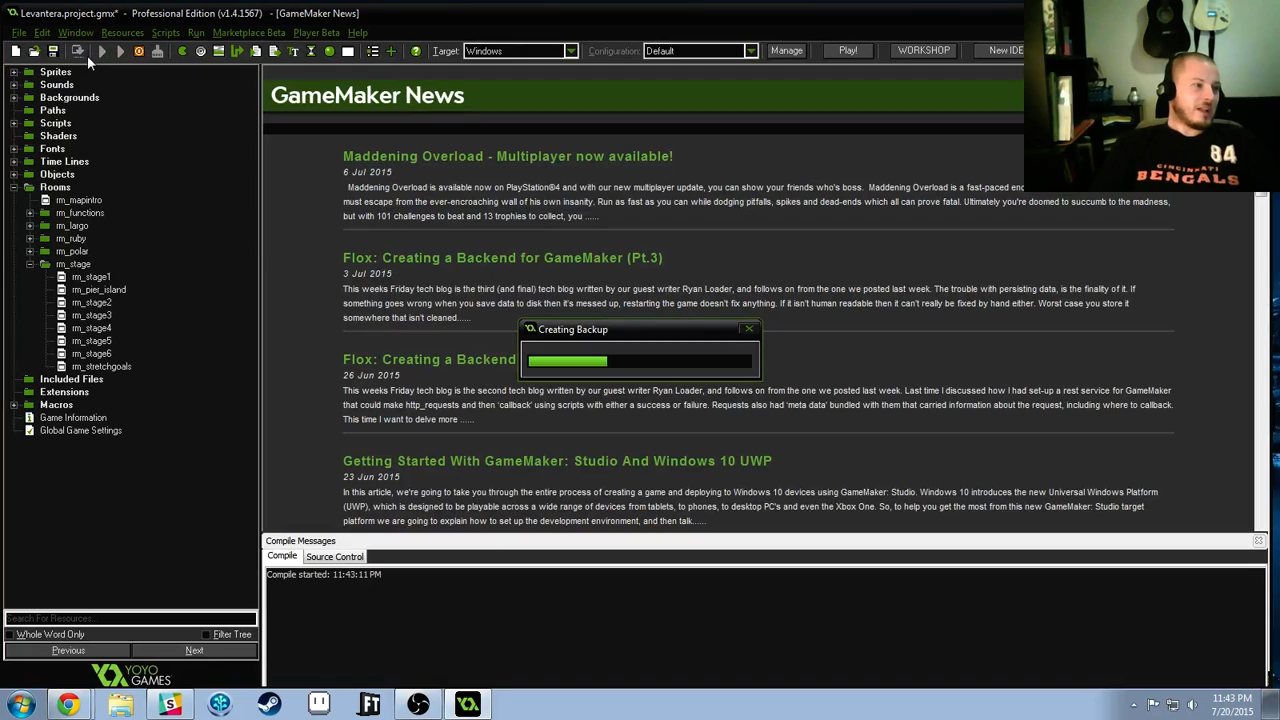 Levantera.project.gmx* - Professional Edition (v1.4.1567) - [GameMaker News]
File Edit Window Resources Scripts Run Marketplace Beta Player Beta Help
Target: Windows Configuration: Default Manage Play! WORKSHOP New IDE
Sprites
Sounds
Backgrounds
Paths
Scripts
Shaders
Fonts
Time Lines
Objects
Rooms
rm_mapintro
rm_functions
rm_largo
rm_ruby
rm_polar
rm_stage
rm_stage1
rm_pier_island
rm_stage2
rm_stage3
rm_stage4
rm_stage5
rm_stage6
rm_stretchgoals
Included Files
Extensions
Macros
Game Information
Global Game Settings
Search For Resources...
Whole Word Only Filter Tree
Previous Next
YOYO
GAMES
GameMaker News
Maddening Overload - Multiplayer now available!
6 Jul 2015
Maddening Overload is available now on PlayStation®4 and with our new multiplayer update, you can show your friends who's boss. Maddening Overload is a fast-paced
must escape from the ever-encroaching wall of his own insanity. Run as fast as you can while dodging pitfalls, spikes and dead-ends which all can prove fatal. Ultimately you're doomed to succumb to the madness,
but with 101 challenges to beat and 13 trophies to collect, you ......
Flox: Creating a Backend for GameMaker (Pt.3)
3 Jul 2015
This weeks Friday tech blog is the third (and final) tech blog written by our guest writer Ryan Loader, and follows on from the one we posted last week. The trouble with persisting data, is the finality of it. If
something goes wrong when you save data to disk then it's messed up, restarting the game doesn't fix anything. If it isn't human readable then it can't really be fixed by hand either. Worst case you store it
somewhere that isn't cleaned......
Creating Backup
Flox: Creating a Backend
26 Jun 2015
This weeks Friday tech blog is the second tech blog written by our guest writer Ryan Loader, and follows on from the one we posted last week. Last time I discussed how I had set-up a rest service for GameMaker
that could make http_requests and then 'callback' using scripts with either a success or failure. Requests also had 'meta data' bundled with them that carried information about the request, including where to callback.
This time I want to delve more ......
Getting Started With GameMaker: Studio And Windows 10 UWP
23 Jun 2015
In this article, we're going to take you through the entire process of creating a game and deploying to Windows 10 devices using GameMaker: Studio. Windows 10 introduces the new Universal Windows Platform
(UWP), which is designed to be playable across a wide range of devices from tablets, to phones, to desktop PC's and even the Xbox One. So, to help you get the most from this new GameMaker: Studio target
platform we are going to explain how to set up the development environment, and then talk......
Compile Messages
Compile Source Control
Compile started: 11:43:11 PM
84
CINCINNATI
BENGALS
FT
11:43 PM
7/20/2015